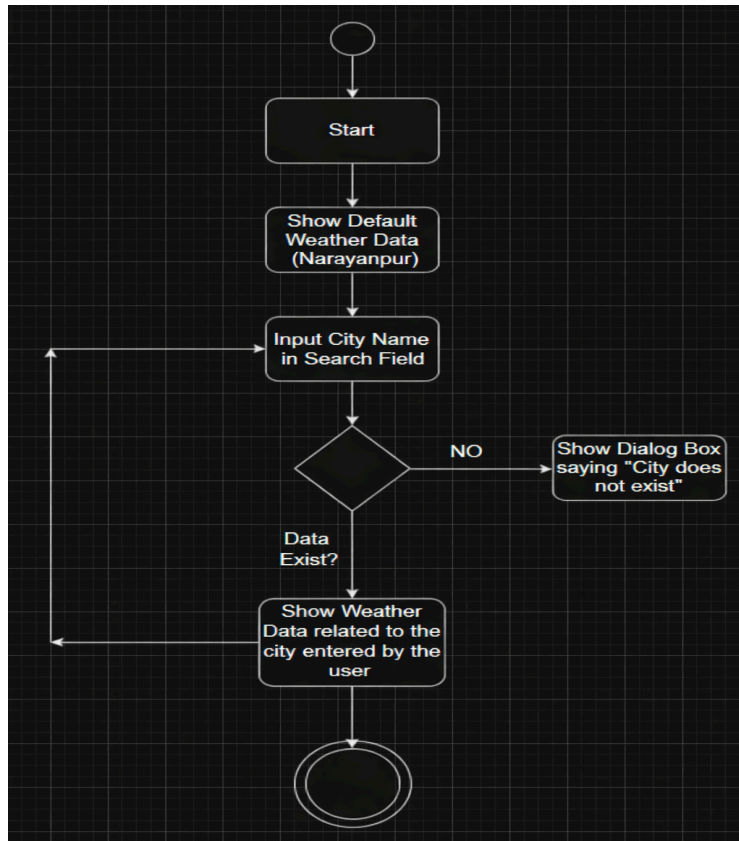 Start
Show Default
Weather Data
(Narayanpur)
Input City Name
in Search Field
NO
Show Dialog Box
saying "City does
not exist"
Data
Exist?
Show Weather
Data related to the
city entered by the
user